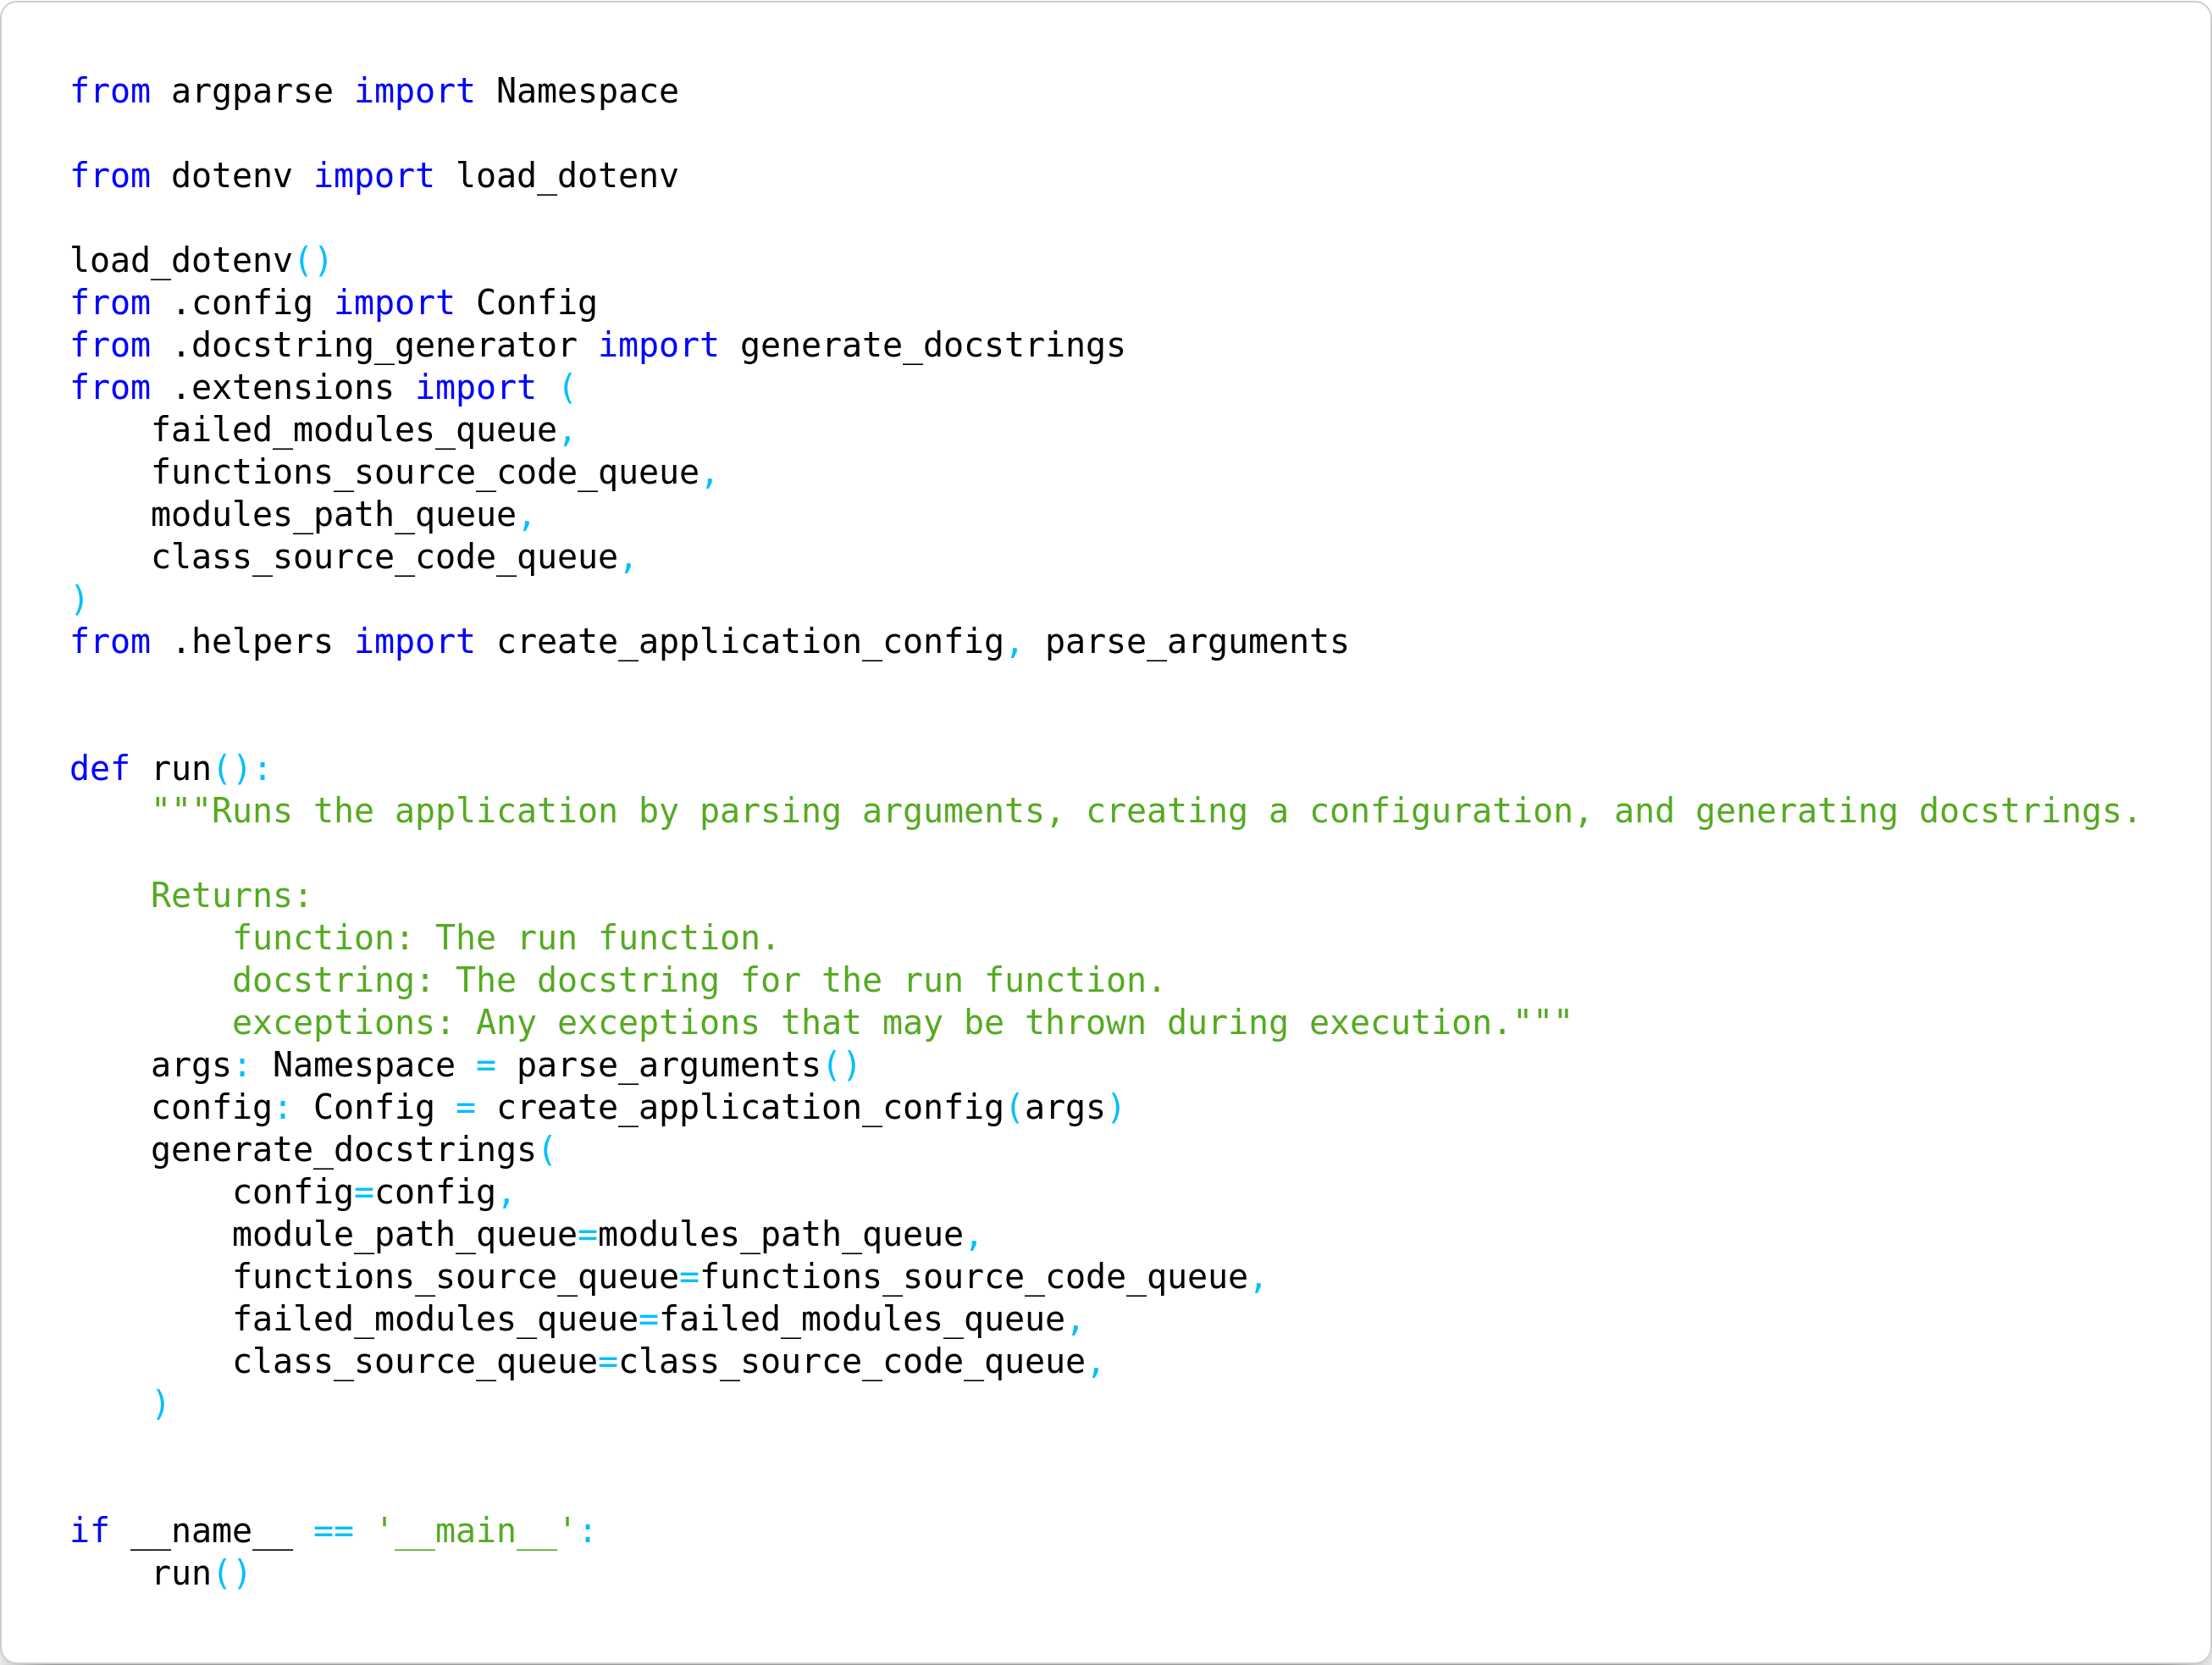 from argparse import Namespace

from dotenv import load_dotenv

load_dotenv()
from .config import Config
from .docstring_generator import generate_docstrings
from .extensions import (
    failed_modules_queue,
    functions_source_code_queue,
    modules_path_queue,
    class_source_code_queue,
)
from .helpers import create_application_config, parse_arguments


def run():
    """Runs the application by parsing arguments, creating a configuration, and generating docstrings.

    Returns:
        function: The run function.
        docstring: The docstring for the run function.
        exceptions: Any exceptions that may be thrown during execution."""
    args: Namespace = parse_arguments()
    config: Config = create_application_config(args)
    generate_docstrings(
        config=config,
        module_path_queue=modules_path_queue,
        functions_source_queue=functions_source_code_queue,
        failed_modules_queue=failed_modules_queue,
        class_source_queue=class_source_code_queue,
    )


if __name__ == '__main__':
    run()